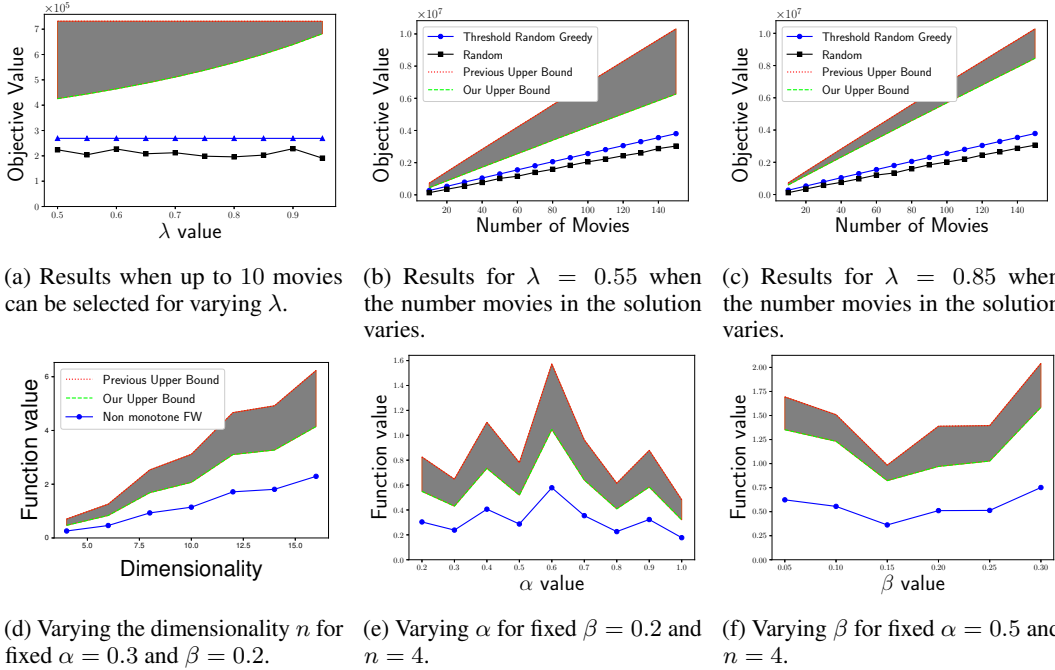 ×10⁵
7
6
5
4
3
2
1
0
0.5 0.6 0.7 0.8 0.9
Objective Value
λ value
×10⁷
1.0
0.8
0.6
0.4
0.2
0.0
20 40 60 80 100 120 140
Objective Value
Number of Movies
Threshold Random Greedy
Random
Previous Upper Bound
Our Upper Bound
×10⁷
1.0
0.8
0.6
0.4
0.2
0.0
20 40 60 80 100 120 140
Objective Value
Number of Movies
Threshold Random Greedy
Random
Previous Upper Bound
Our Upper Bound
(a) Results when up to 10 movies
can be selected for varying λ.
(b) Results for λ = 0.55 when
the number movies in the solution
varies.
(c) Results for λ = 0.85 when
the number movies in the solution
varies.
6
4
2
0
5.0 7.5 10.0 12.5 15.0
Function value
Dimensionality
Previous Upper Bound
Our Upper Bound
Non monotone FW
1.6
1.4
1.2
1.0
0.8
0.6
0.4
0.2
0.0
0.2 0.3 0.4 0.5 0.6 0.7 0.8 0.9 1.0
Function value
α value
2.00
1.75
1.50
1.25
1.00
0.75
0.50
0.25
0.00
0.05 0.10 0.15 0.20 0.25 0.30
Function value
β value
(d) Varying the dimensionality n for
fixed α = 0.3 and β = 0.2.
(e) Varying α for fixed β = 0.2 and
n = 4.
(f) Varying β for fixed α = 0.5 and
n = 4.